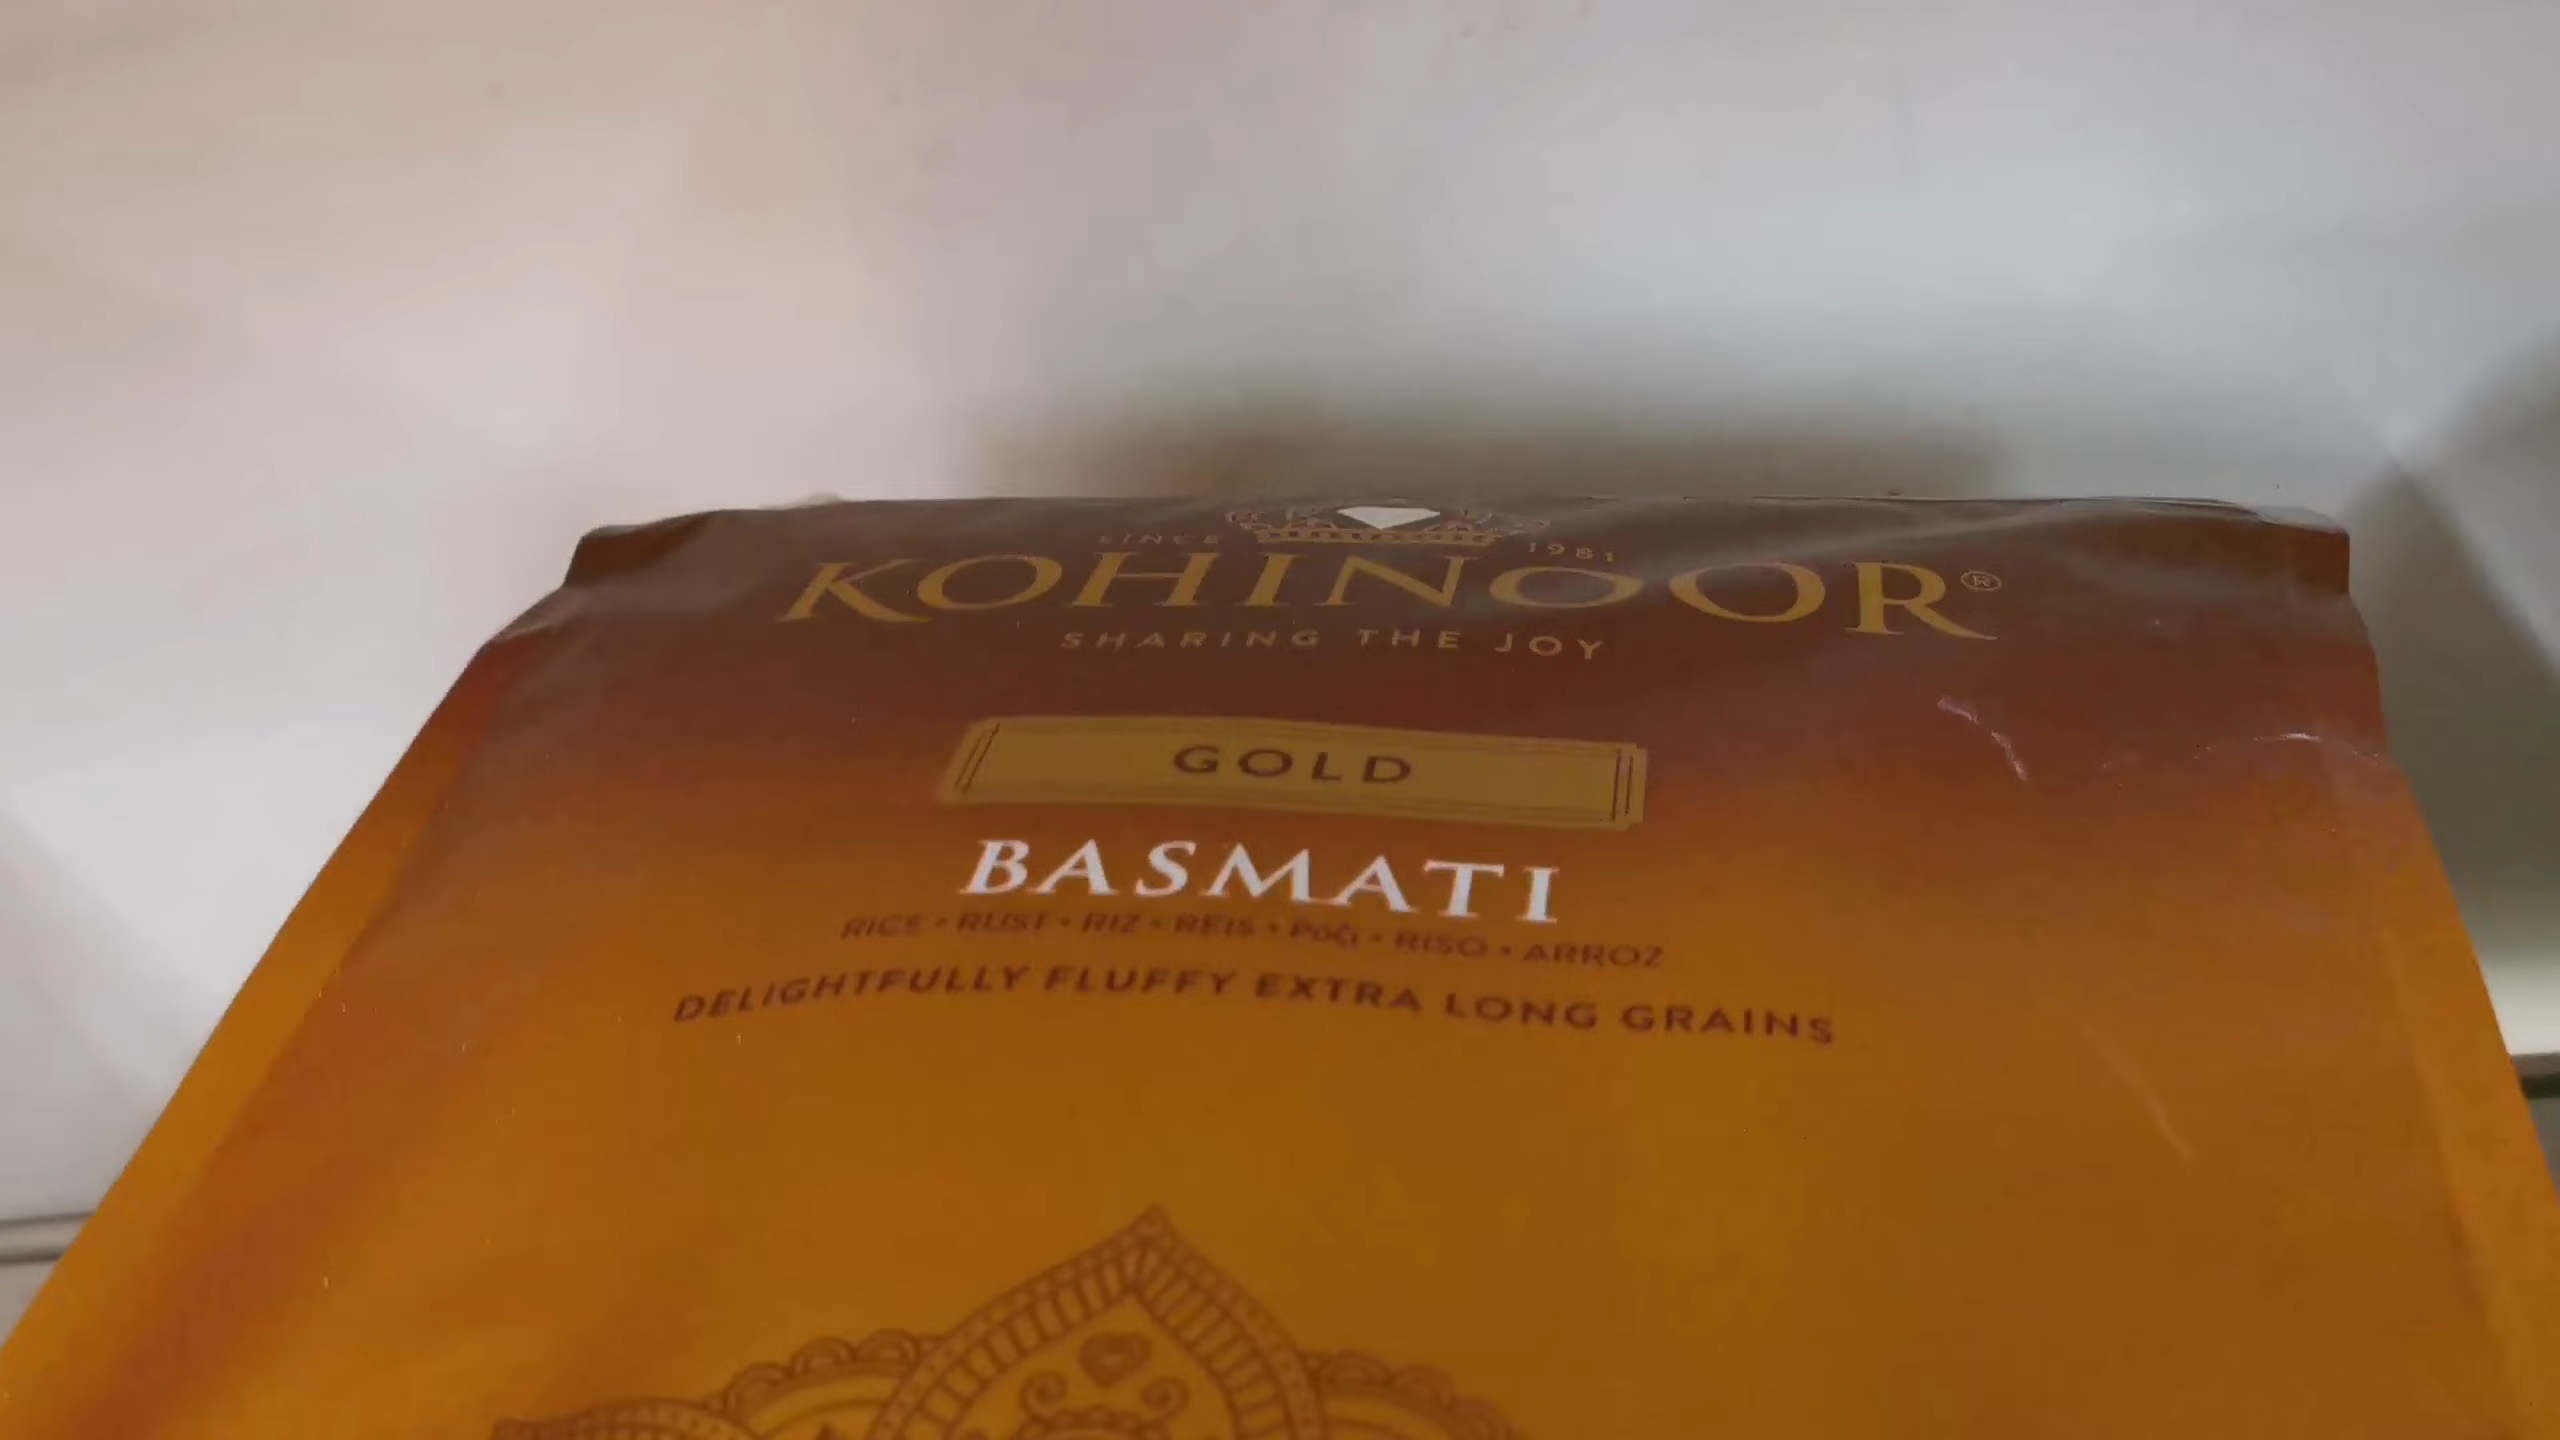 SINCE 1981
KOHINOOR®
SHARING THE JOY
GOLD
BASMATI
RICE • RIJST • RIZ • REIS • Ρύζι • RISO • ARROZ
DELIGHTFULLY FLUFFY EXTRA LONG GRAINS